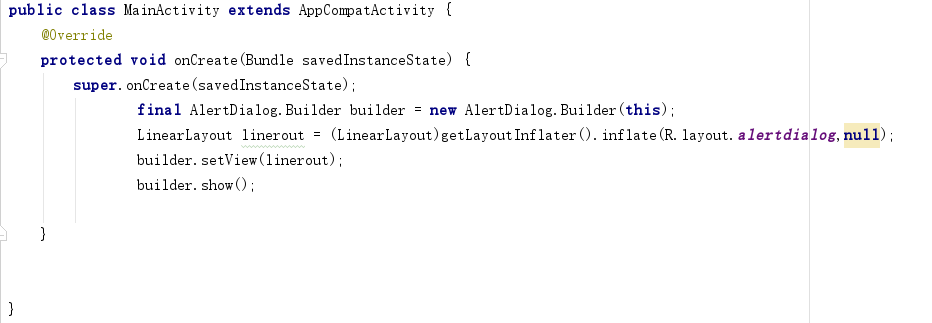 public class MainActivity extends AppCompatActivity {
@Override
protected void onCreate(Bundle savedInstanceState) {
super.onCreate(savedInstanceState);
final AlertDialog.Builder builder = new AlertDialog.Builder(this);
LinearLayout linerout = (LinearLayout)getLayoutInflater().inflate(R.layout.alertdialog,null);
builder.setView(linerout);
builder.show();
}
}